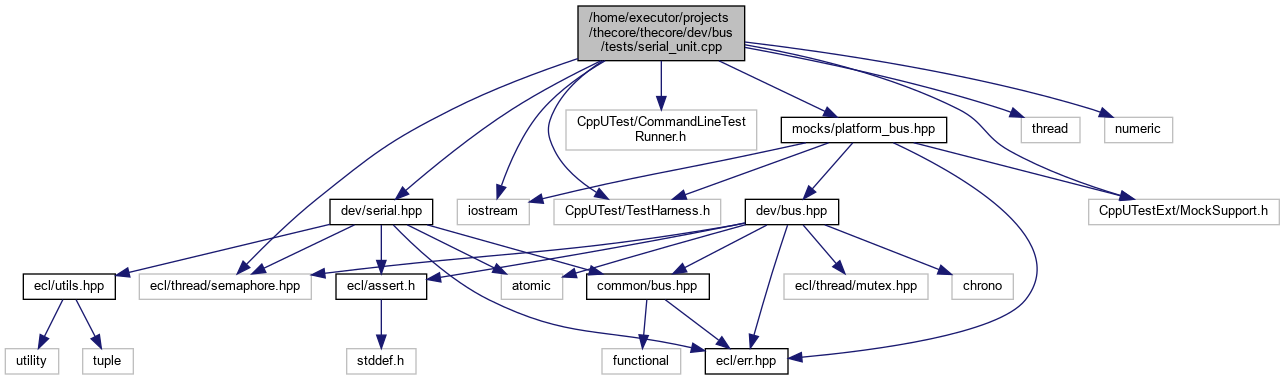 /home/executor/projects
/thecore/thecore/dev/bus
/tests/serial_unit.cpp
CppUTest/CommandLineTest
Runner.h
mocks/platform_bus.hpp
thread
numeric
dev/serial.hpp
iostream
CppUTest/TestHarness.h
dev/bus.hpp
CppUTestExt/MockSupport.h
ecl/utils.hpp
ecl/thread/semaphore.hpp
ecl/assert.h
atomic
common/bus.hpp
ecl/thread/mutex.hpp
chrono
utility
tuple
stddef.h
functional
ecl/err.hpp